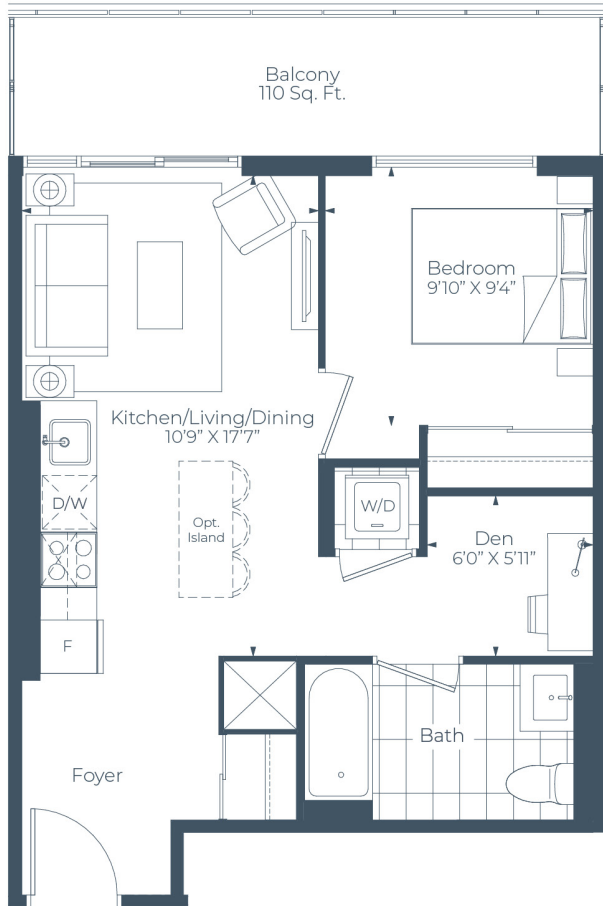 Balcony
110 Sq. Ft.
Bedroom
9’10” X 9’4”
Kitchen/Living/Dining
10’9” X 17’7”
D/W
Opt.
Island
W/D
Den
6’0” X 5’11”
F
Bath
Foyer